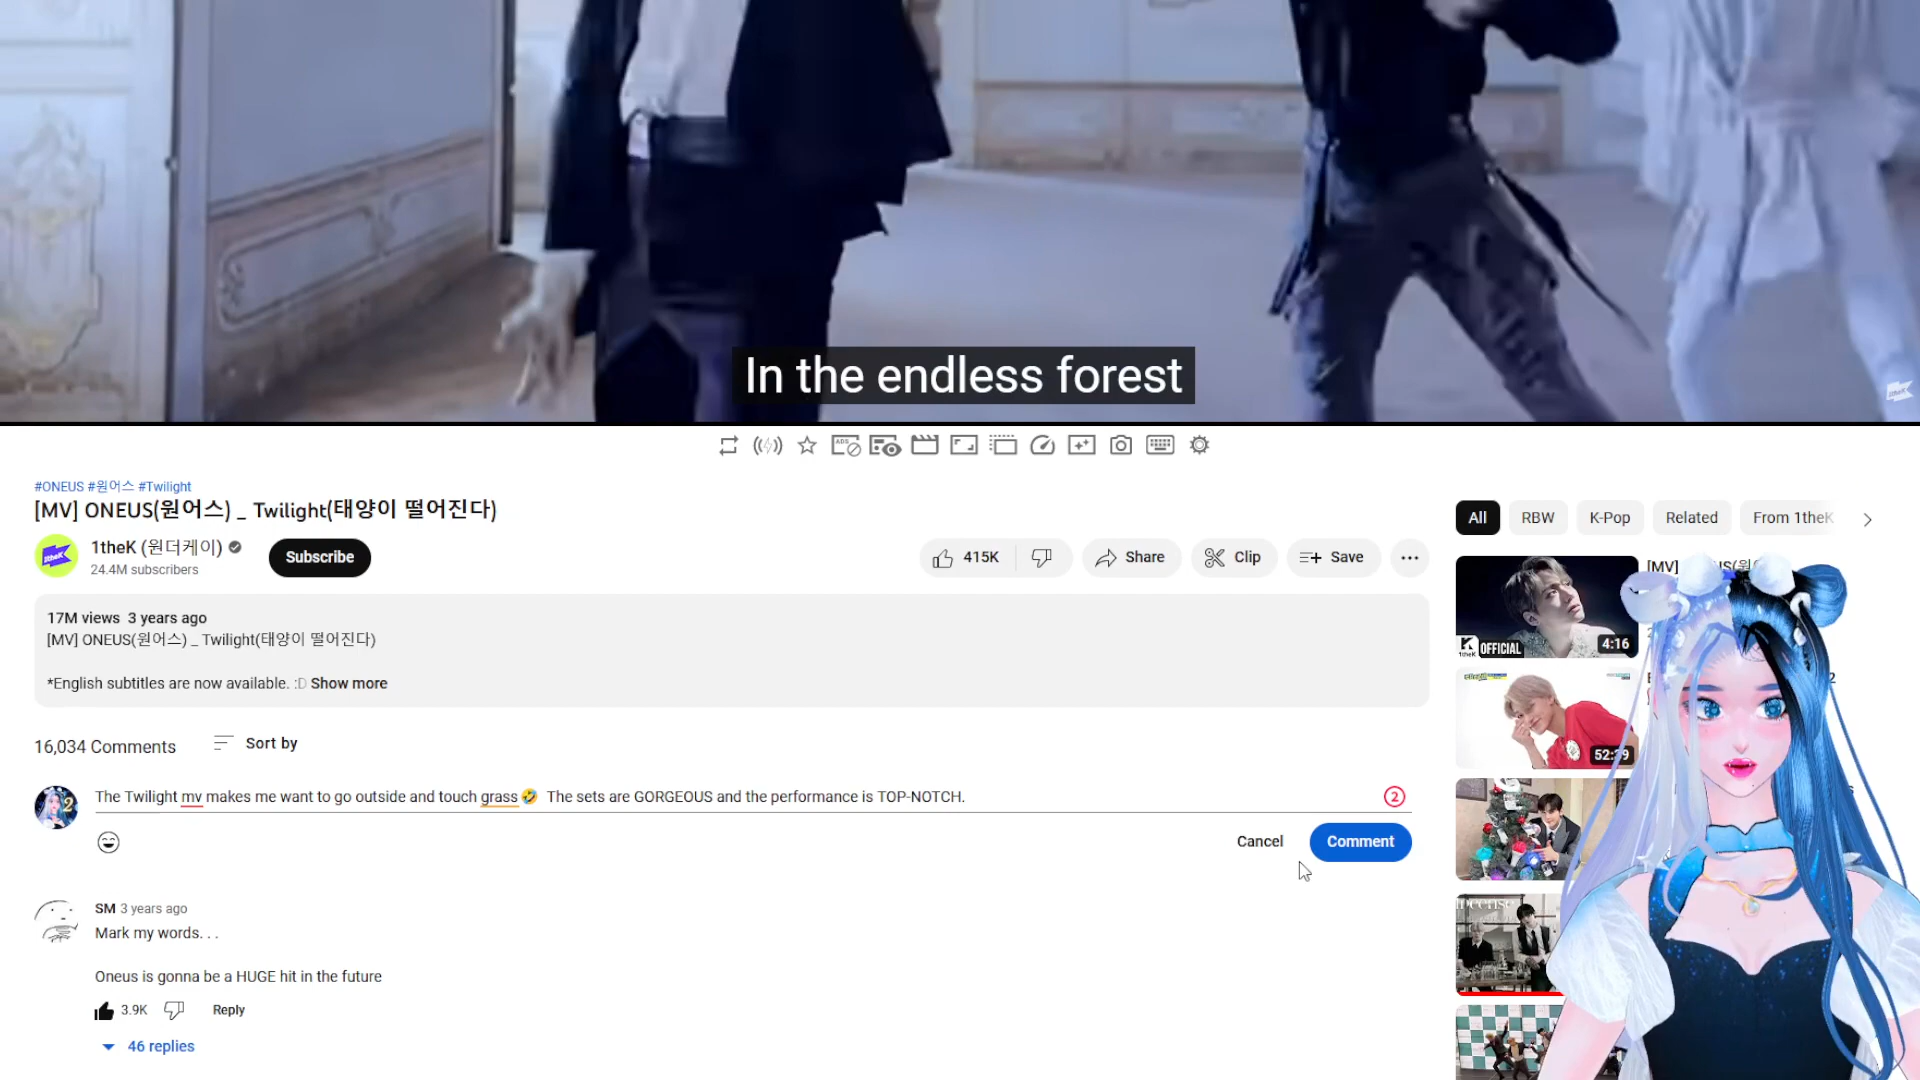 In the endless forest
#ONEUS #원어스 #Twilight
[MV] ONEUS(원어스) _ Twilight(태양이 떨어진다)
1theK (원더케이)
24.4M subscribers
Subscribe
415K
Share
Clip
Save
17M views 3 years ago
[MV] ONEUS(원어스) _ Twilight(태양이 떨어진다)
*English subtitles are now available. :D Show more
16,034 Comments
Sort by
The Twilight mv makes me want to go outside and touch grass🤣 The sets are GORGEOUS and the performance is TOP-NOTCH.
2
Cancel
Comment
SM 3 years ago
Mark my words. . .
Oneus is gonna be a HUGE hit in the future
3.9K
Reply
46 replies
All
RBW
K-Pop
Related
From 1theK
[MV]
1theK OFFICIAL
4:16